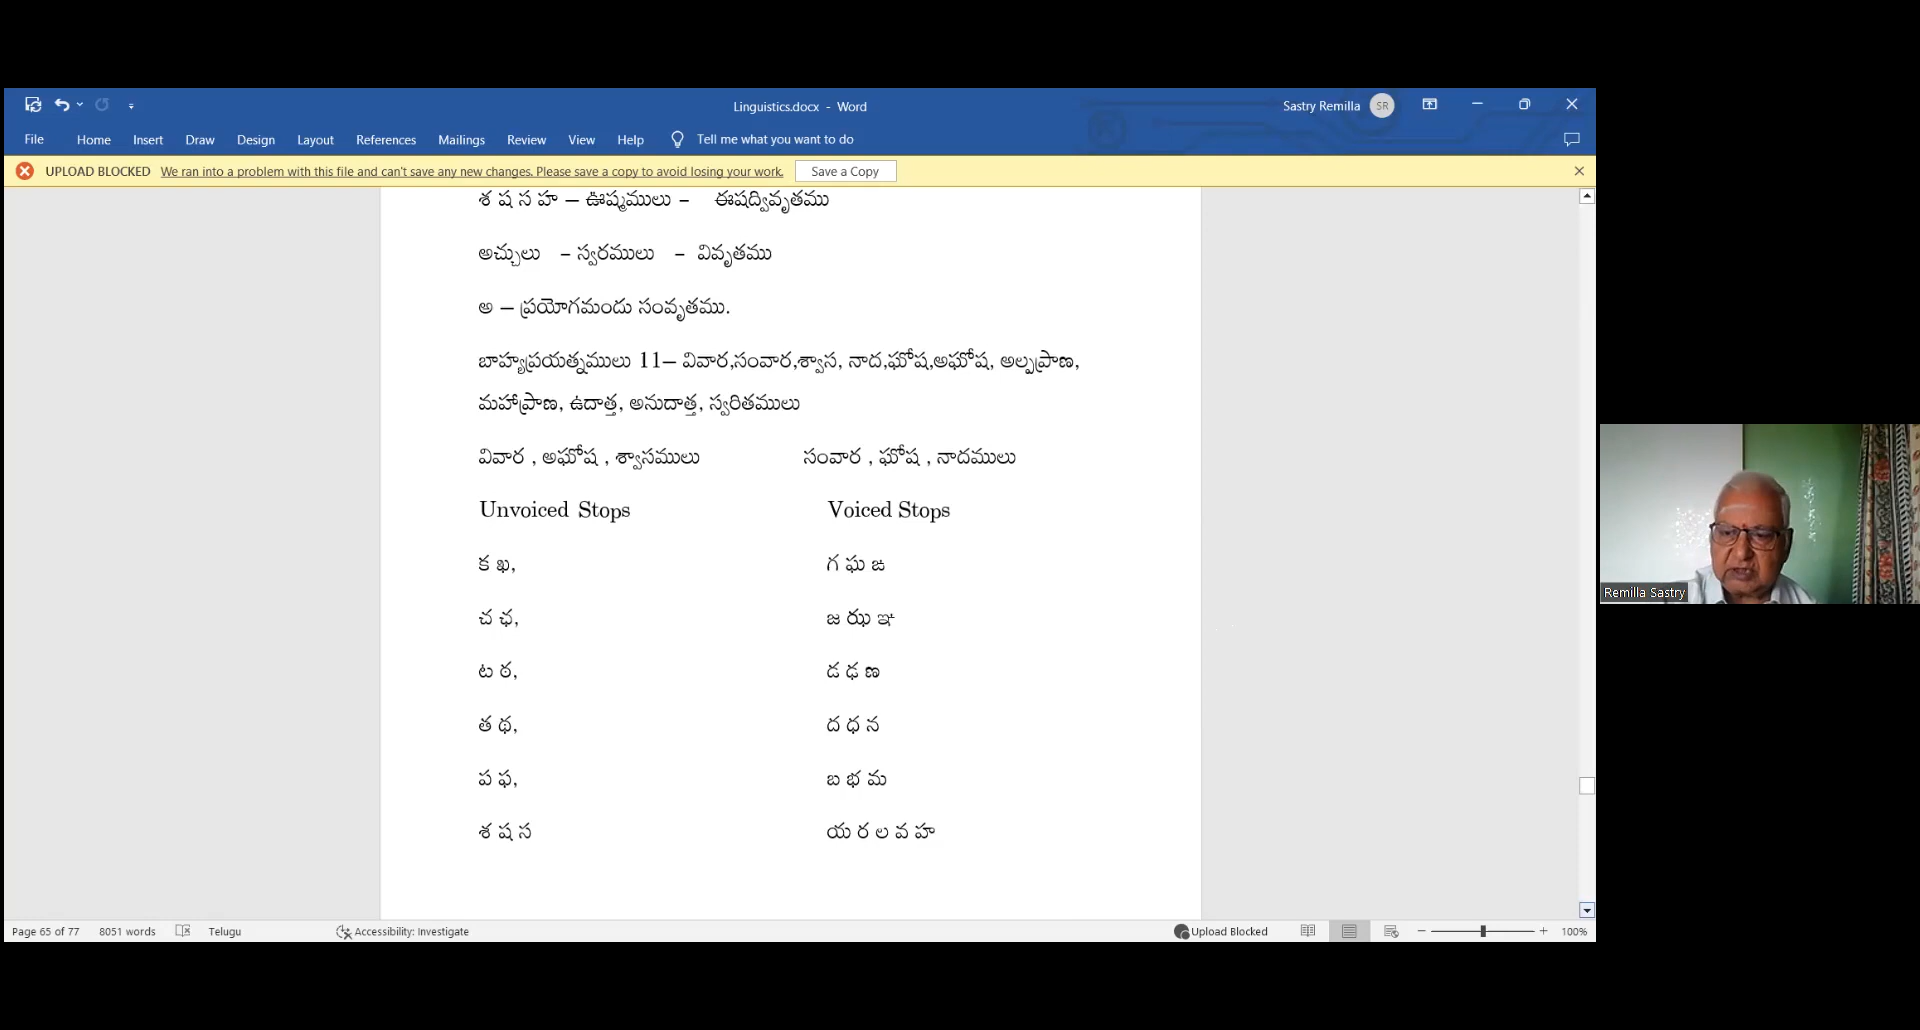 Linguistics.docx - Word
Sastry Remilla SR
File Home Insert Draw Design Layout References Mailings Review View Help Tell me what you want to do
UPLOAD BLOCKED We ran into a problem with this file and can't save any new changes. Please save a copy to avoid losing your work. Save a Copy
శ ష స హ – ఊష్మములు – ఈషద్వివృతము
అచ్చులు – స్వరములు – వివృతము
అ – ప్రయోగమందు సంవృతము.
బాహ్యప్రయత్నములు 11– వివార,సంవార,శ్వాస, నాద,ఘోష,అఘోష, అల్పప్రాణ,
మహాప్రాణ, ఉదాత్త, అనుదాత్త, స్వరితములు
వివార , అఘోష , శ్వాసములు సంవార , ఘోష , నాదములు
Unvoiced Stops Voiced Stops
క ఖ, గ ఘ ఙ
చ ఛ, జ ఝ ఞ
ట ఠ, డ ఢ ణ
త థ, ద ధ న
ప ఫ, బ భ మ
శ ష స య ర ల వ హ
Remilla Sastry
Page 65 of 77 8051 words Telugu Accessibility: Investigate Upload Blocked 100%